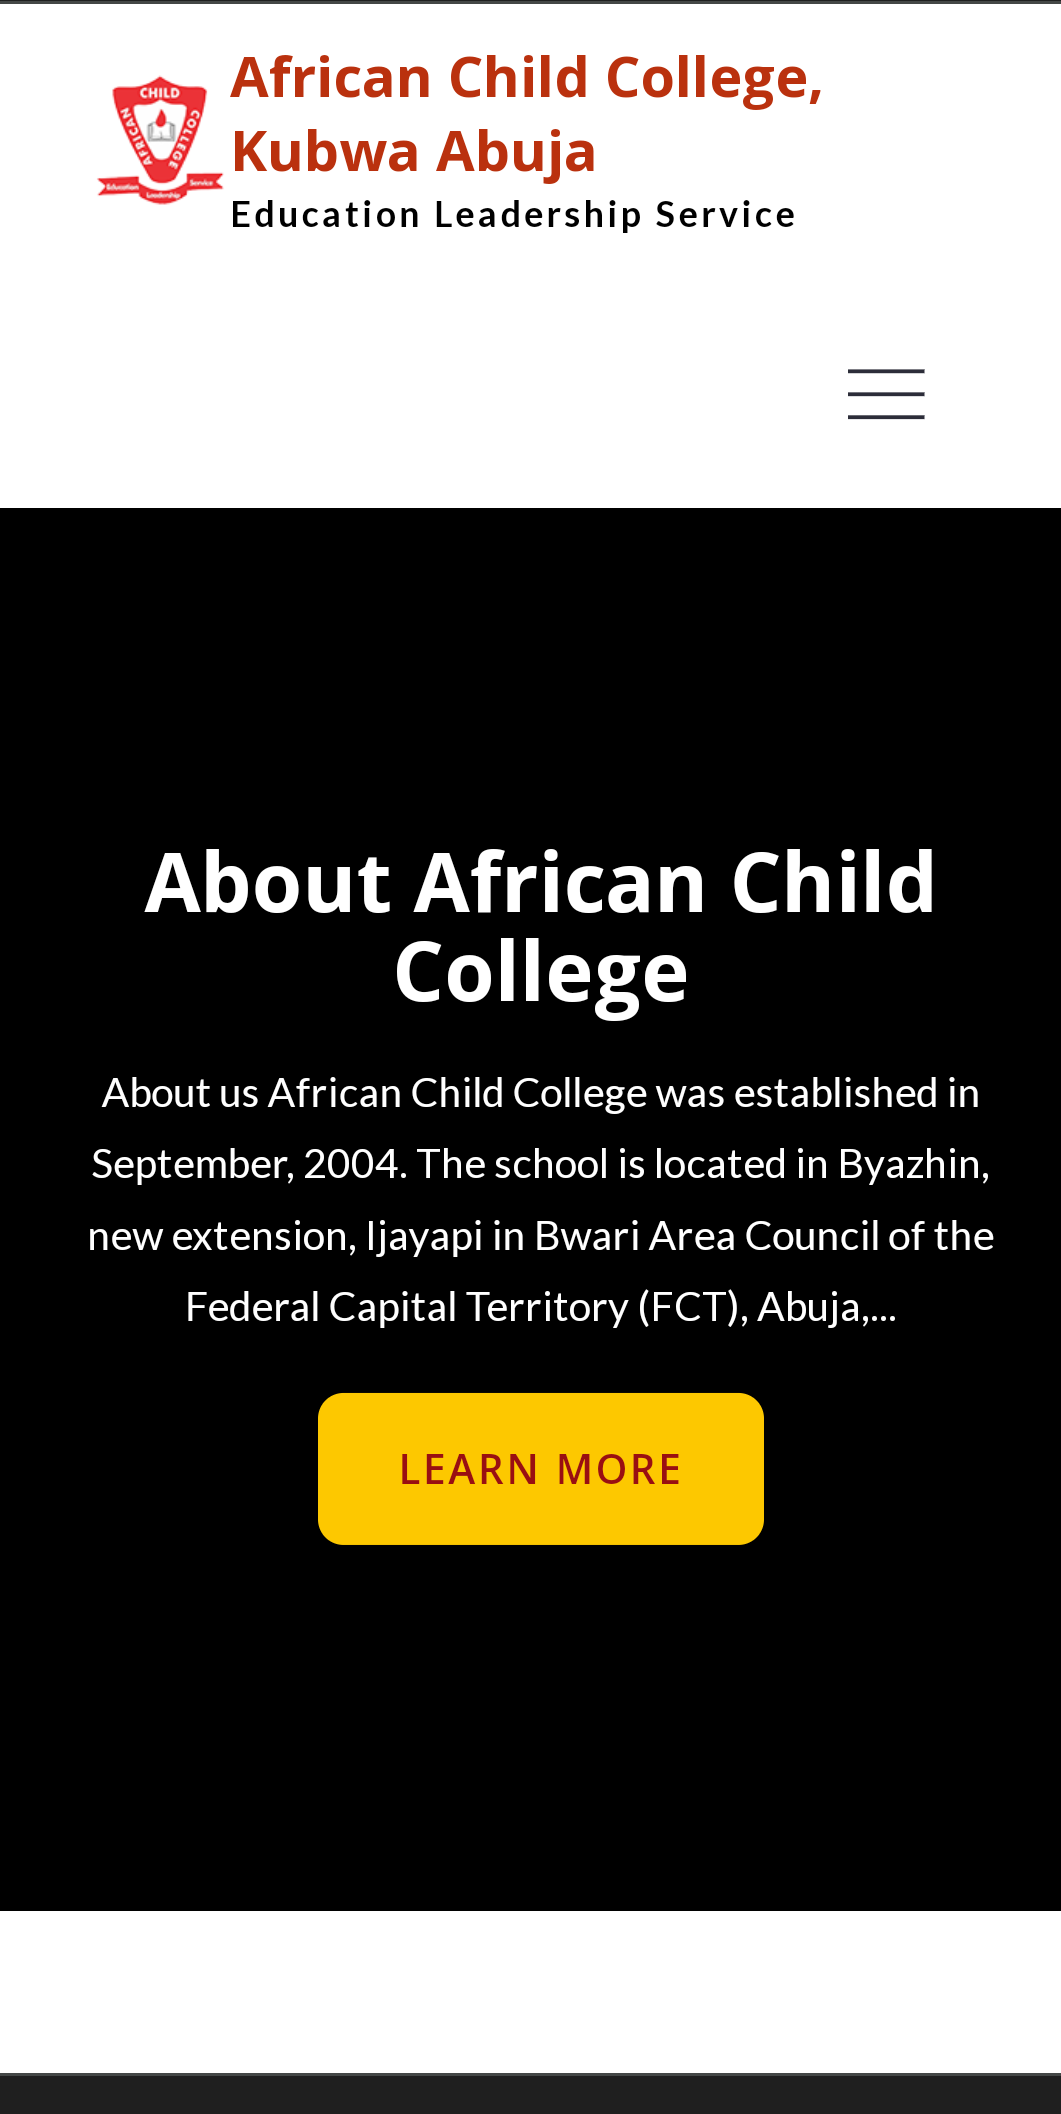 African Child College,
Kubwa Abuja
Education Leadership Service
CHILD
AFRICAN
COLLEGE
Education
Leadership
Service
About African Child
College
About us African Child College was established in
September, 2004. The school is located in Byazhin,
new extension, Ijayapi in Bwari Area Council of the
Federal Capital Territory (FCT), Abuja,...
LEARN MORE